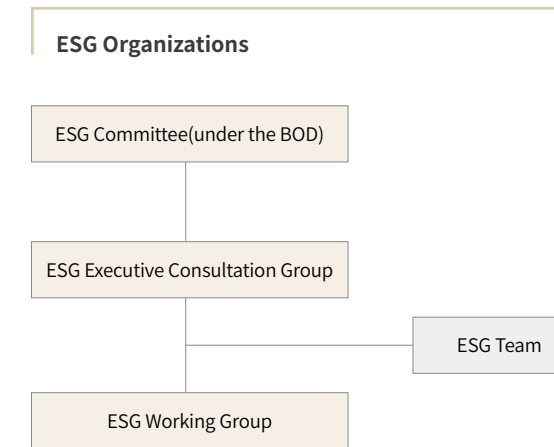 ESG Organizations
ESG Committee(under the BOD)
ESG Executive Consultation Group
ESG Team
ESG Working Group